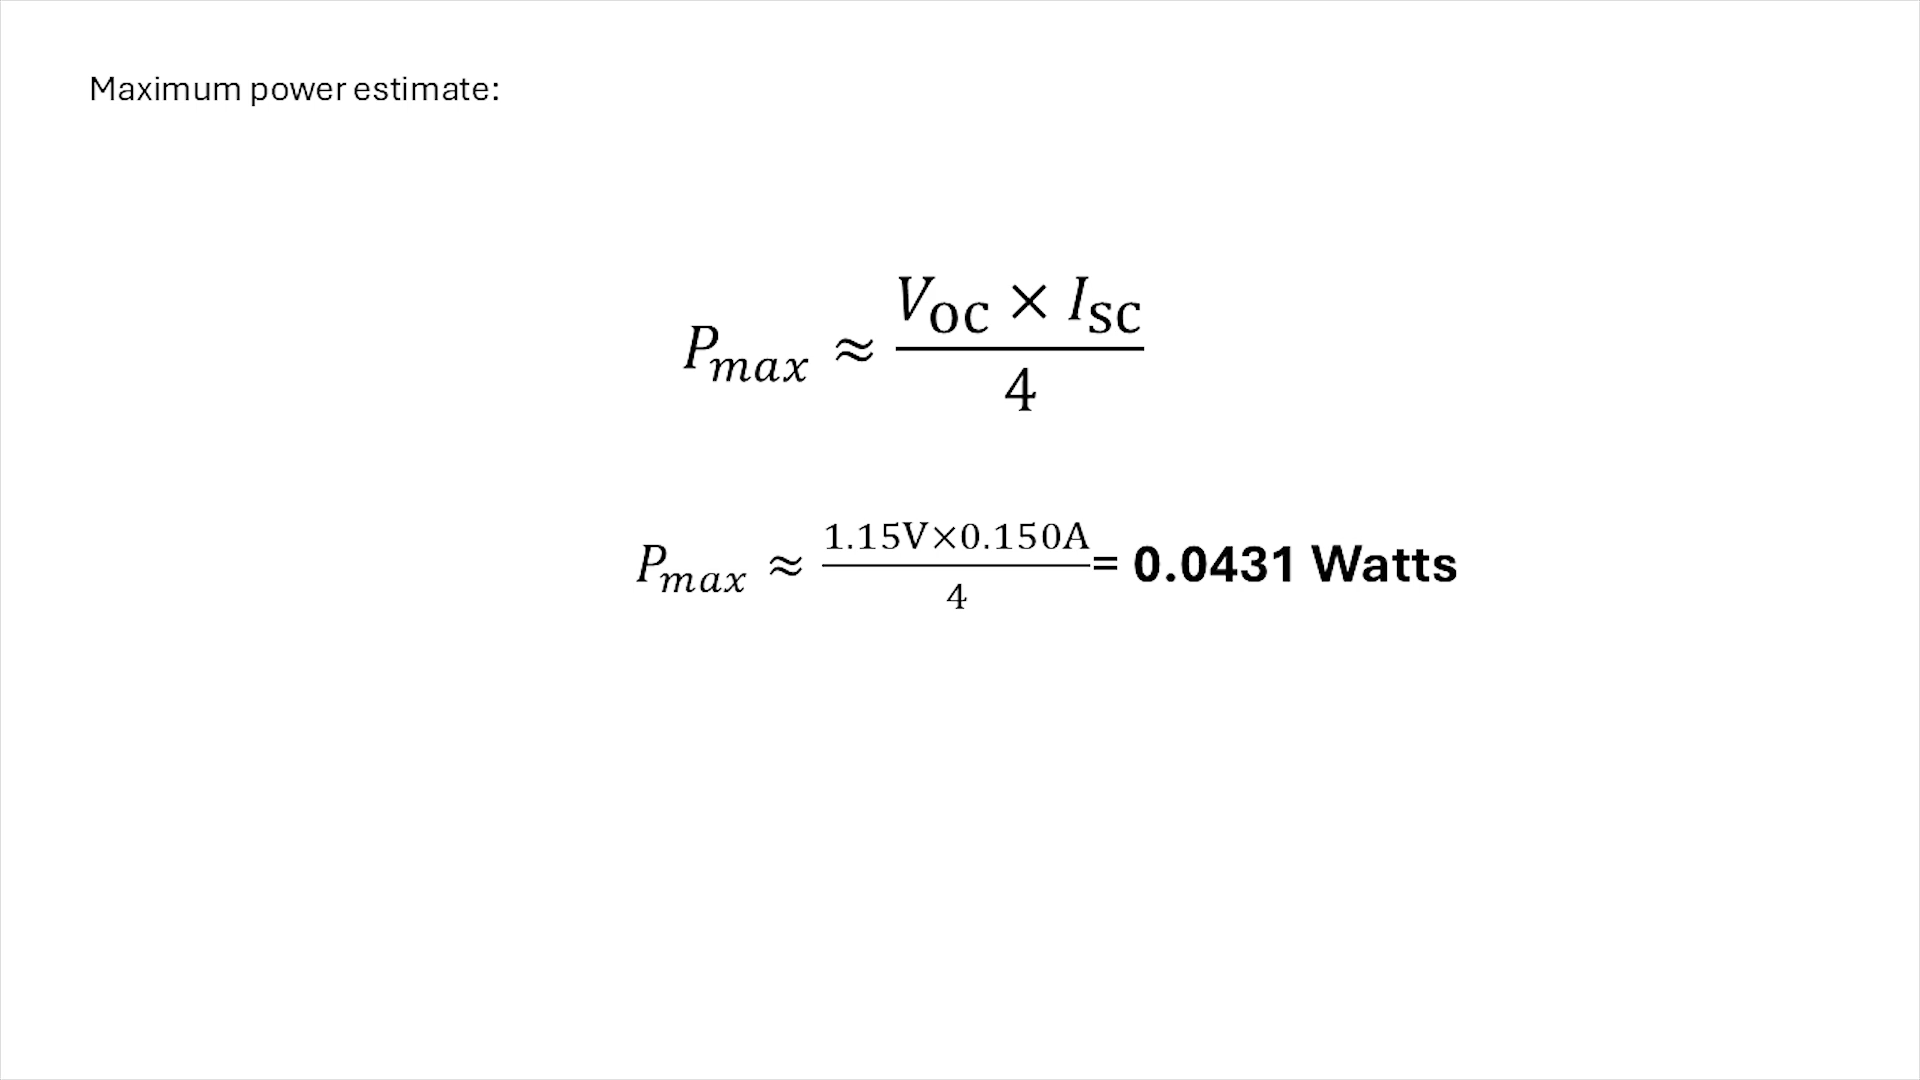 Maximum power estimate:
P_max ≈ V_OC × I_SC / 4
P_max ≈ 1.15V×0.150A / 4 = 0.0431 Watts